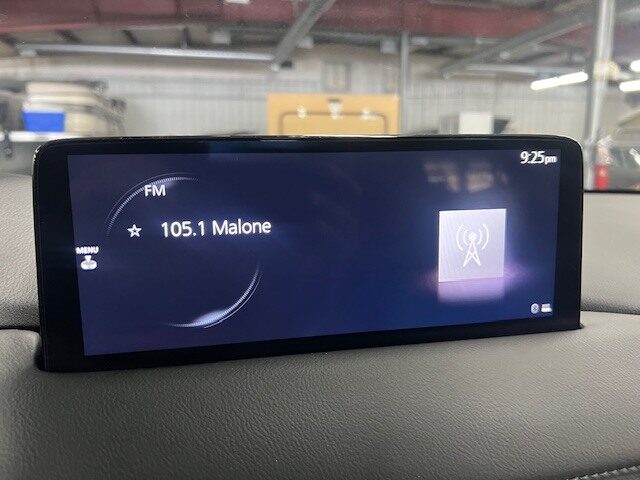 9:25pm
FM
☆ 105.1 Malone
MENU